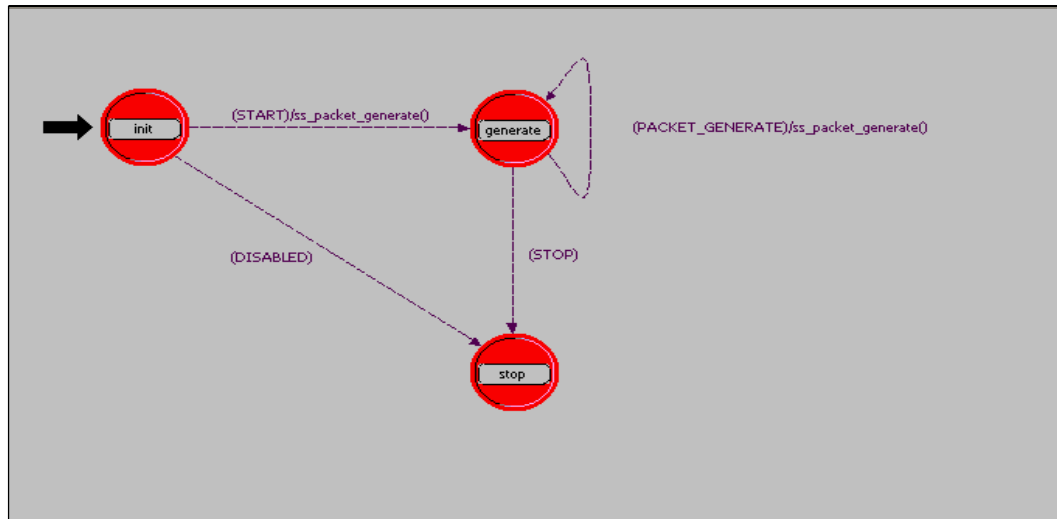 (START)/ss_packet_generate()
init
generate
(PACKET_GENERATE)/ss_packet_generate()
(DISABLED)
(STOP)
stop